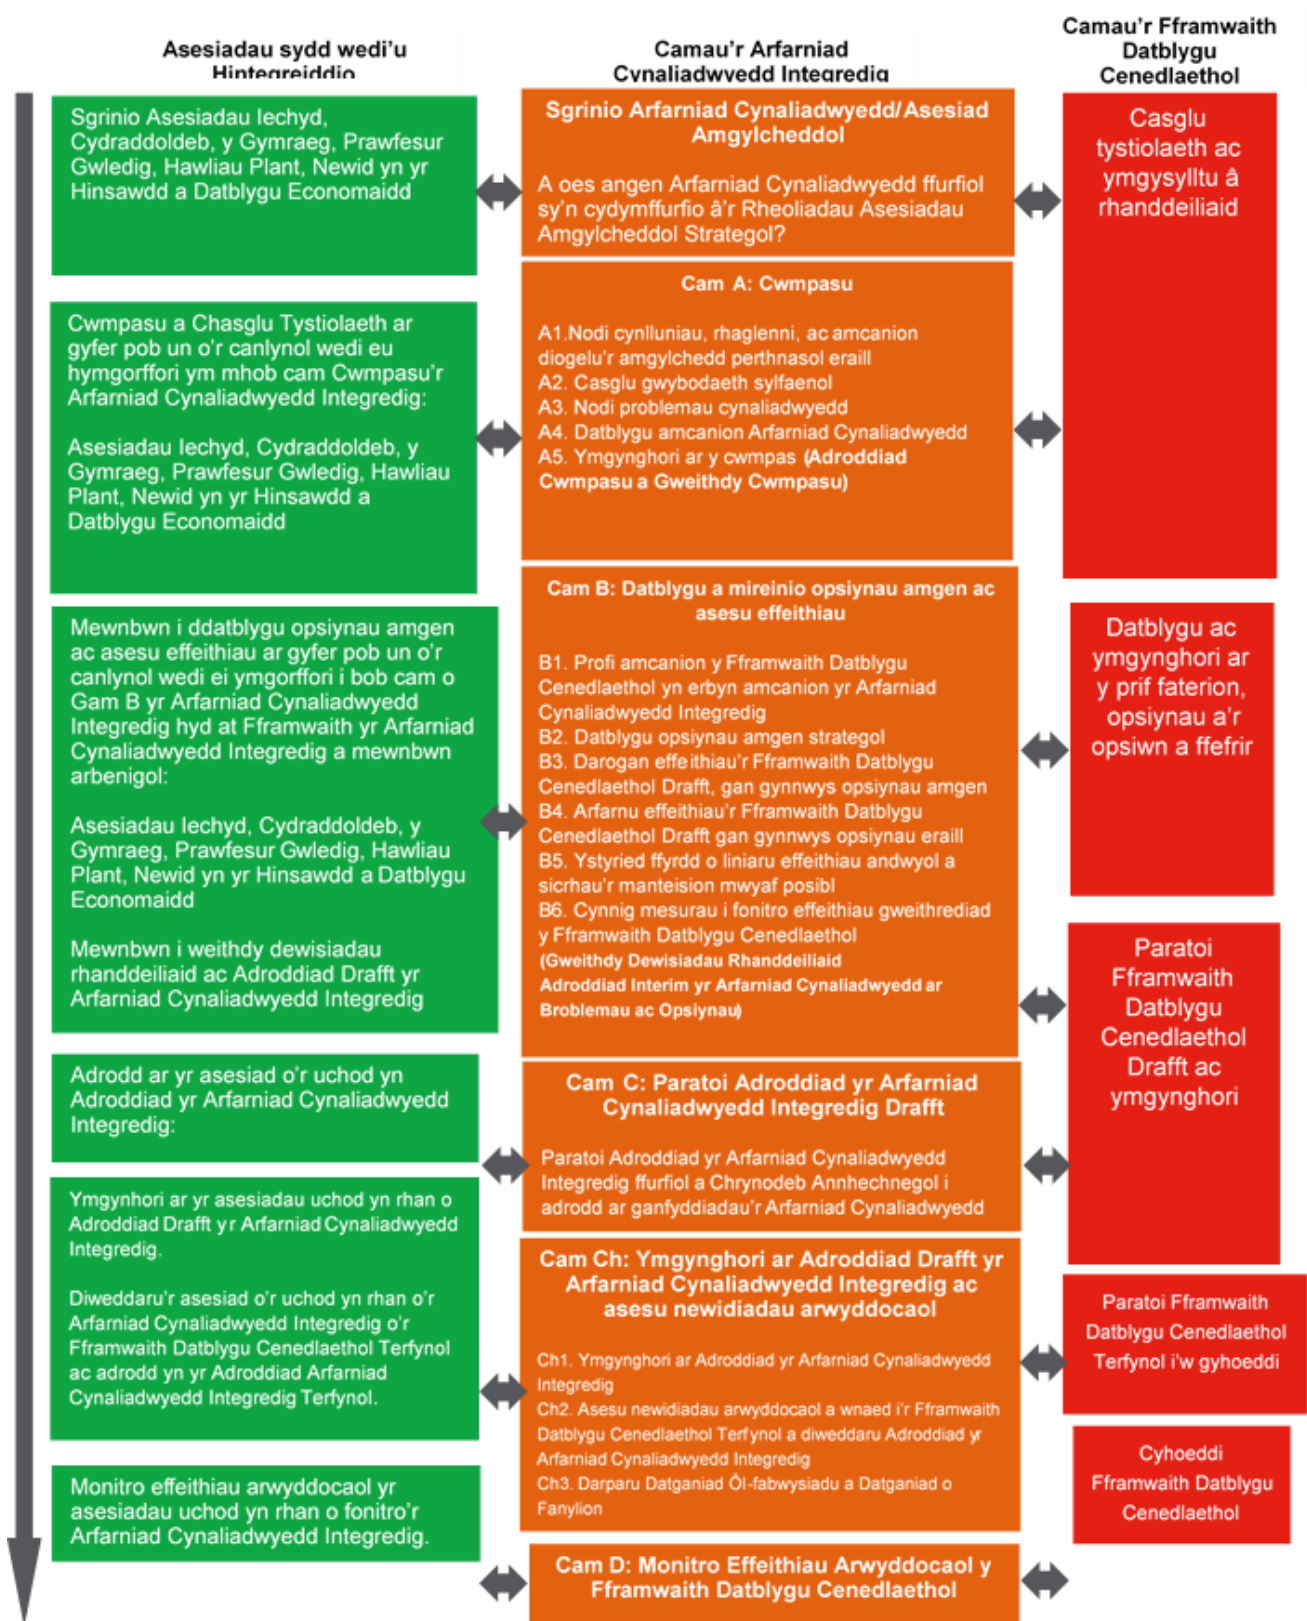 Asesiadau sydd wedi’u
Hintegreiddio
Camau'r Arfarniad
Cynaliadwyedd Integredig
Camau'r Fframwaith
Datblygu
Cenedlaethol
Sgrinio Asesiadau Iechyd,
Cydraddoldeb, y Gymraeg, Prawfesur
Gwledig, Hawliau Plant, Newid yn yr
Hinsawdd a Datblygu Economaidd
Sgrinio Arfarniad Cynaliadwyedd/Asesiad
Amgylcheddol
A oes angen Arfarniad Cynaliadwyedd ffurfiol
sy’n cydymffurfio â’r Rheoliadau Asesiadau
Amgylcheddol Strategol?
Casglu
tystiolaeth ac
ymgysylltu â
rhanddeiliaid
Cwmpasu a Chasglu Tystiolaeth ar
gyfer pob un o’r canlynol wedi eu
hymgorffori ym mhob cam Cwmpasu’r
Arfarniad Cynaliadwyedd Integredig:
Asesiadau Iechyd, Cydraddoldeb, y
Gymraeg, Prawfesur Gwledig, Hawliau
Plant, Newid yn yr Hinsawdd a
Datblygu Economaidd
Cam A: Cwmpasu
A1.Nodi cynlluniau, rhaglenni, ac amcanion
diogelu’r amgylchedd perthnasol eraill
A2. Casglu gwybodaeth sylfaenol
A3. Nodi problemau cynaliadwyedd
A4. Datblygu amcanion Arfarniad Cynaliadwyedd
A5. Ymgynghori ar y cwmpas (Adroddiad
Cwmpasu a Gweithdy Cwmpasu)
Mewnbwn i ddatblygu opsiynau amgen
ac asesu effeithiau ar gyfer pob un o’r
canlynol wedi ei ymgorffori i bob cam o
Gam B yr Arfarniad Cynaliadwyedd
Integredig hyd at Fframwaith yr Arfarniad
Cynaliadwyedd Integredig a mewnbwn
arbenigol:
Asesiadau Iechyd, Cydraddoldeb, y
Gymraeg, Prawfesur Gwledig, Hawliau
Plant, Newid yn yr Hinsawdd a Datblygu
Economaidd
Mewnbwn i weithdy dewisiadau
rhanddeiliaid ac Adroddiad Drafft yr
Arfarniad Cynaliadwyedd Integredig
Cam B: Datblygu a mireinio opsiynau amgen ac
asesu effeithiau
B1. Profi amcanion y Fframwaith Datblygu
Cenedlaethol yn erbyn amcanion yr Arfarniad
Cynaliadwyedd Integredig
B2. Datblygu opsiynau amgen strategol
B3. Darogan effeithiau’r Fframwaith Datblygu
Cenedlaethol Drafft, gan gynnwys opsiynau amgen
B4. Arfarnu effeithiau’r Fframwaith Datblygu
Cenedlaethol Drafft gan gynnwys opsiynau eraill
B5. Ystyried ffyrdd o liniaru effeithiau andwyol a
sicrhau’r manteision mwyaf posibl
B6. Cynnig mesurau i fonitro effeithiau gweithrediad
y Fframwaith Datblygu Cenedlaethol
(Gweithdy Dewisiadau Rhanddeiliaid
Adroddiad Interim yr Arfarniad Cynaliadwyedd ar
Broblemau ac Opsiynau)
Datblygu ac
ymgynghori ar
y prif faterion,
opsiynau a’r
opsiwn a ffefrir
Paratoi
Fframwaith
Datblygu
Cenedlaethol
Drafft ac
ymgynghori
Adrodd ar yr asesiad o’r uchod yn
Adroddiad yr Arfarniad Cynaliadwyedd
Integredig:
Cam C: Paratoi Adroddiad yr Arfarniad
Cynaliadwyedd Integredig Drafft
Paratoi Adroddiad yr Arfarniad Cynaliadwyedd
Integredig ffurfiol a Chrynodeb Annhechnegol i
adrodd ar ganfyddiadau’r Arfarniad Cynaliadwyedd
Ymgynhori ar yr asesiadau uchod yn rhan o
Adroddiad Drafft yr Arfarniad Cynaliadwyedd
Integredig.
Diweddaru’r asesiad o’r uchod yn rhan o’r
Arfarniad Cynaliadwyedd Integredig o’r
Fframwaith Datblygu Cenedlaethol Terfynol
ac adrodd yn yr Adroddiad Arfarniad
Cynaliadwyedd Integredig Terfynol.
Cam Ch: Ymgynghori ar Adroddiad Drafft yr
Arfarniad Cynaliadwyedd Integredig ac
asesu newidiadau arwyddocaol
Ch1. Ymgynghori ar Adroddiad yr Arfarniad Cynaliadwyedd
Integredig
Ch2. Asesu newidiadau arwyddocaol a wnaed i’r Fframwaith
Datblygu Cenedlaethol Terfynol a diweddaru Adroddiad yr
Arfarniad Cynaliadwyedd Integredig
Ch3. Darparu Datganiad Ôl-fabwysiadu a Datganiad o
Fanylion
Paratoi Fframwaith
Datblygu Cenedlaethol
Terfynol i’w gyhoeddi
Cyhoeddi
Fframwaith Datblygu
Cenedlaethol
Monitro effeithiau arwyddocaol yr
asesiadau uchod yn rhan o fonitro’r
Arfarniad Cynaliadwyedd Integredig.
Cam D: Monitro Effeithiau Arwyddocaol y
Fframwaith Datblygu Cenedlaethol